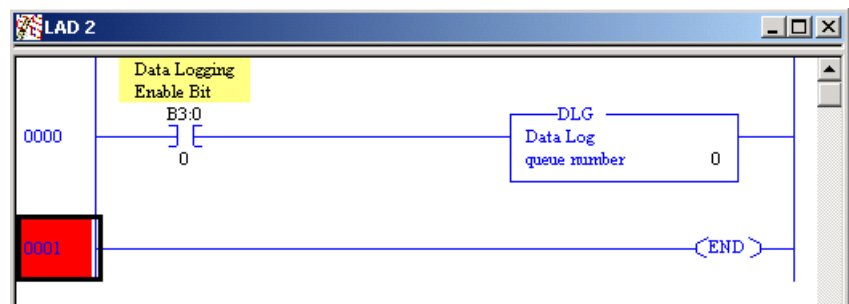 LAD 2
Data Logging
Enable Bit
B3:0
0000
0
DLG
Data Log
queue number 0
0001
END